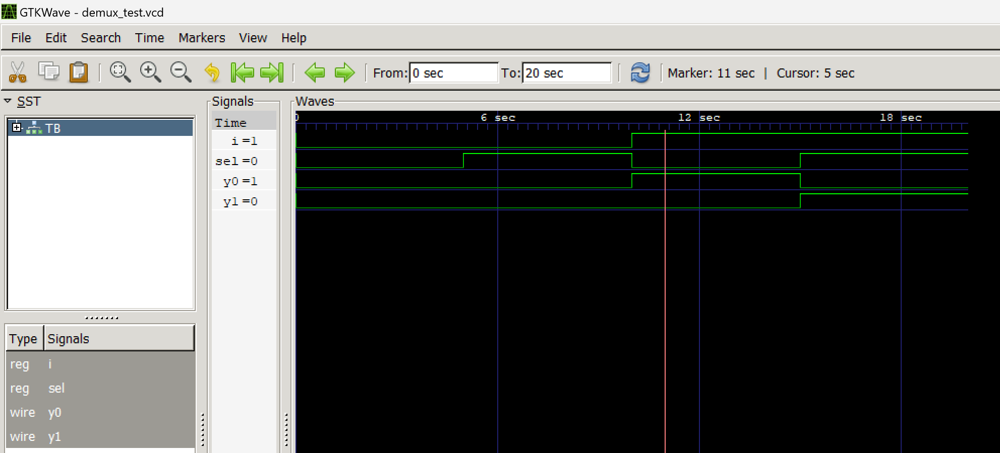 GTKWave - demux_test.vcd
File Edit Search Time Markers View Help
From: 0 sec To: 20 sec Marker: 11 sec | Cursor: 5 sec
SST
TB
Type Signals
reg i
reg sel
wire y0
wire y1
Signals
Time
i =1
sel =0
y0 =1
y1 =0
Waves
0 6 sec 12 sec 18 sec